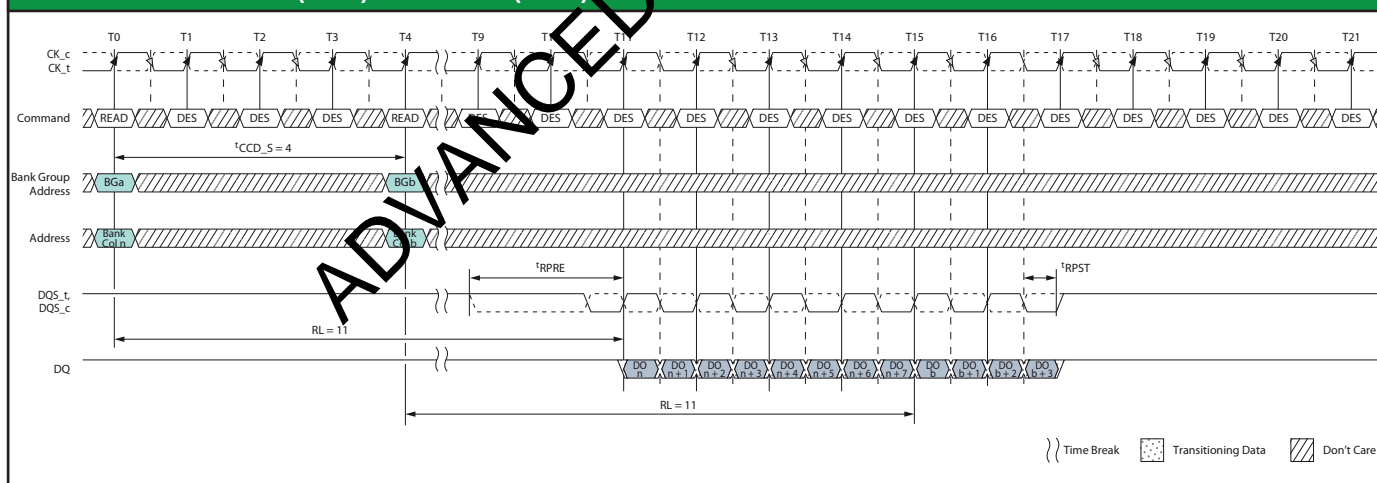 T0 T1 T2 T3 T4 T9 T11 T12 T13 T14 T15 T16 T17 T18 T19 T20 T21
CK_c
CK_t
Command READ DES DES DES READ DES DES DES DES DES DES DES DES DES DES DES DES DES
tCCD_S = 4
Bank Group
Address
BGa BGb
Address
Bank
Col n
Bank
Col b
tRPRE tRPST
DQS_t,
DQS_c
RL = 11
DQ
DO
n
DO
n + 1
DO
n + 2
DO
n + 3
DO
n + 4
DO
n + 5
DO
n + 6
DO
n + 7
DO
b
DO
b + 1
DO
b + 2
DO
b + 3
RL = 11
Time Break Transitioning Data Don't Care
ADVANCED